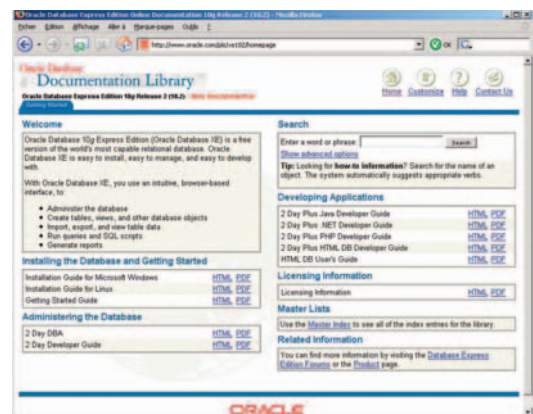 Oracle Database Express Edition Online Documentation 10g Release 2 (10.2) - Mozilla Firefox
Fichier Edition Affichage Aller à Marque-pages Outils ?
http://www.oracle.com/pls/xe102/homepage
OK
Oracle Database
Documentation Library
Oracle Database Express Edition 10g Release 2 (10.2)
Home Customize Help Contact Us
Getting Started
Welcome
Oracle Database 10g Express Edition (Oracle Database XE) is a free
version of the world's most capable relational database. Oracle
Database XE is easy to install, easy to manage, and easy to develop
with.
With Oracle Database XE, you use an intuitive, browser-based
interface, to:
• Administer the database
• Create tables, views, and other database objects
• Import, export, and view table data
• Run queries and SQL scripts
• Generate reports
Installing the Database and Getting Started
Installation Guide for Microsoft Windows HTML PDF
Installation Guide for Linux HTML PDF
Getting Started Guide HTML PDF
Administering the Database
2 Day DBA HTML PDF
2 Day Developer Guide HTML PDF
Search
Enter a word or phrase: Search
Show advanced options
Tip: Looking for how to information? Search for the name of an
object. The system automatically suggests appropriate verbs.
Developing Applications
2 Day Plus Java Developer Guide HTML PDF
2 Day Plus .NET Developer Guide HTML PDF
2 Day Plus PHP Developer Guide HTML PDF
2 Day Plus HTML DB Developer Guide HTML PDF
HTML DB User's Guide HTML PDF
Licensing Information
Licensing Information HTML PDF
Master Lists
Use the Master Index to see all of the index entries for the library.
Related Information
You can find more information by visiting the Database Express
Edition Forums or the Product page.
ORACLE